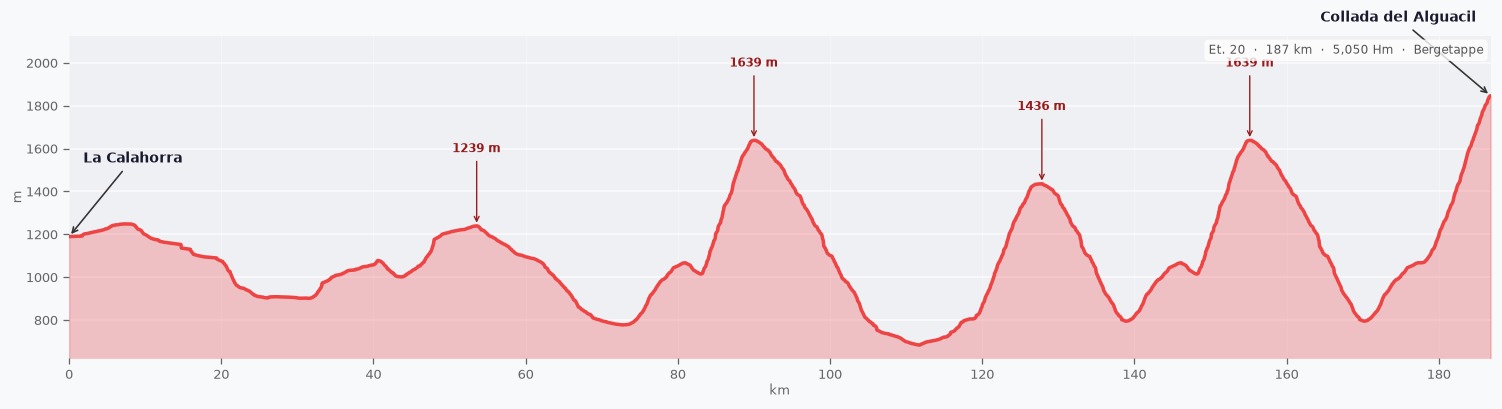 Collada del Alguacil
Et. 20 · 187 km · 5,050 Hm · Bergetappe
1639 m
1639 m
1436 m
1239 m
La Calahorra
m
2000
1800
1600
1400
1200
1000
800
0
20
40
60
80
100
120
140
160
180
km